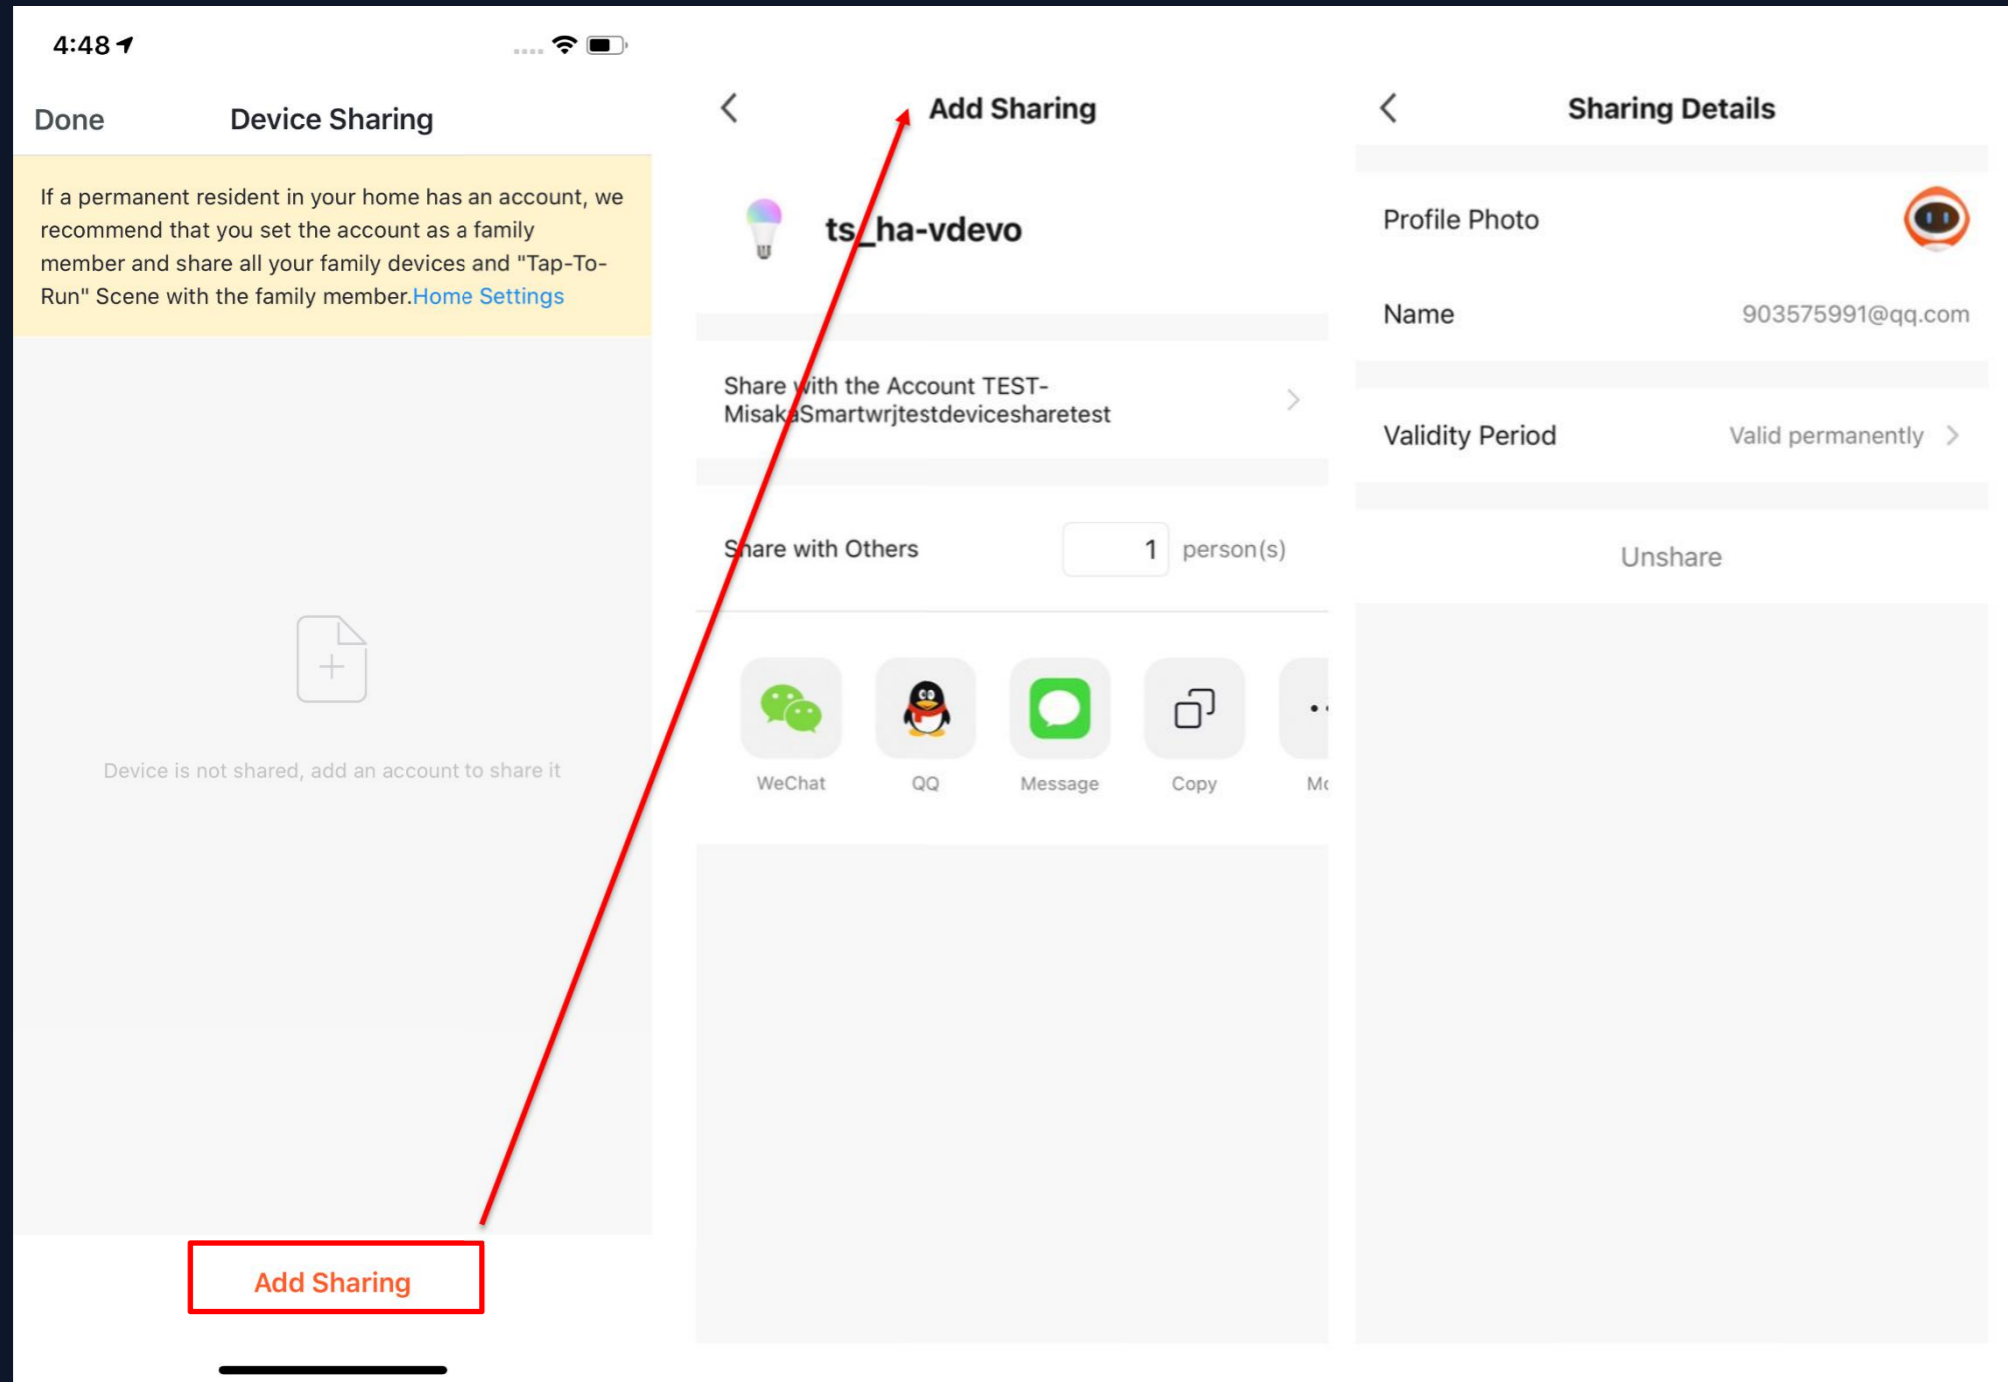 4:48
Done
Device Sharing
If a permanent resident in your home has an account, we
recommend that you set the account as a family
member and share all your family devices and "Tap-To-
Run" Scene with the family member.Home Settings
Device is not shared, add an account to share it
Add Sharing
Add Sharing
ts_ha-vdevo
Share with the Account TEST-
MisakaSmartwrjtestdevicesharetest
Share with Others
1 person(s)
WeChat
QQ
Message
Copy
Sharing Details
Profile Photo
Name
903575991@qq.com
Validity Period
Valid permanently
Unshare